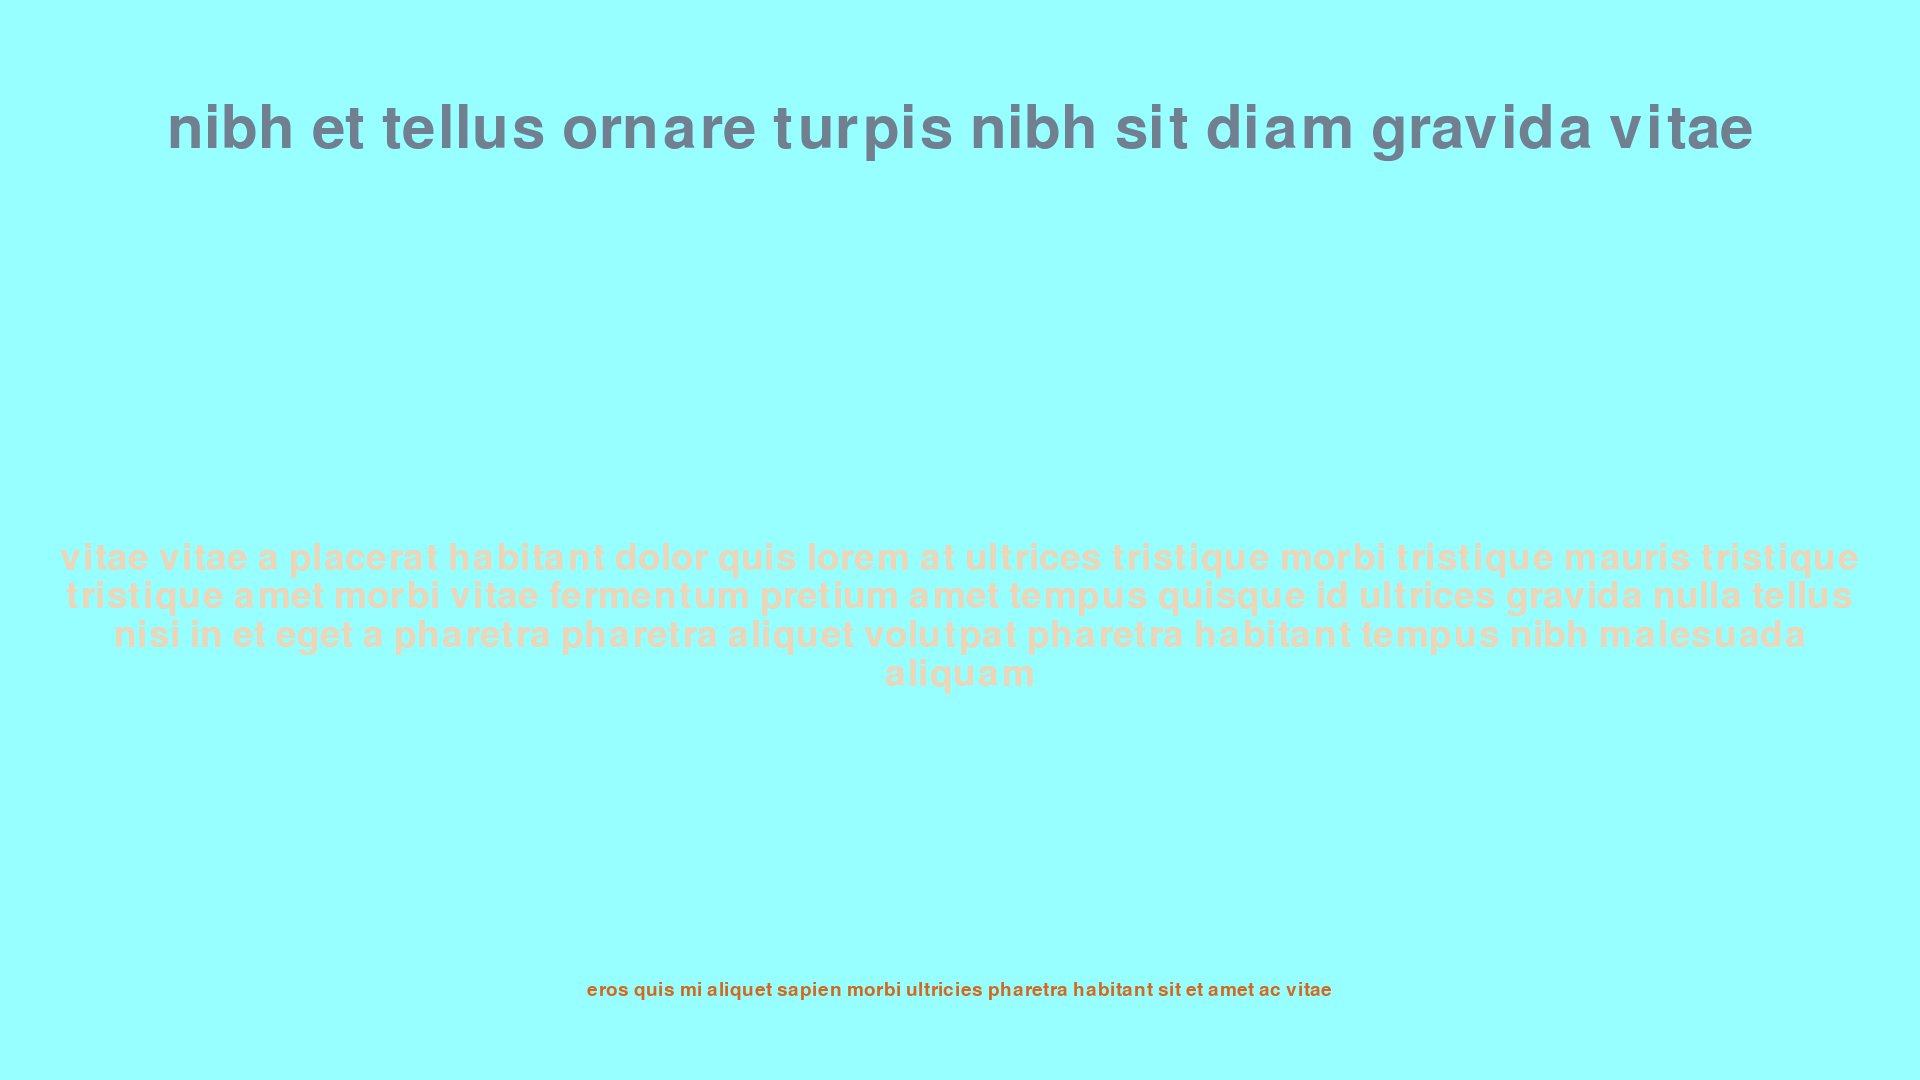 nibh et tellus ornare turpis nibh sit diam gravida vitae
vitae vitae a placerat habitant dolor quis lorem at ultrices tristique morbi tristique mauris tristique
tristique amet morbi vitae fermentum pretium amet tempus quisque id ultrices gravida nulla tellus
nisi in et eget a pharetra pharetra aliquet volutpat pharetra habitant tempus nibh malesuada
aliquam
eros quis mi aliquet sapien morbi ultricies pharetra habitant sit et amet ac vitae